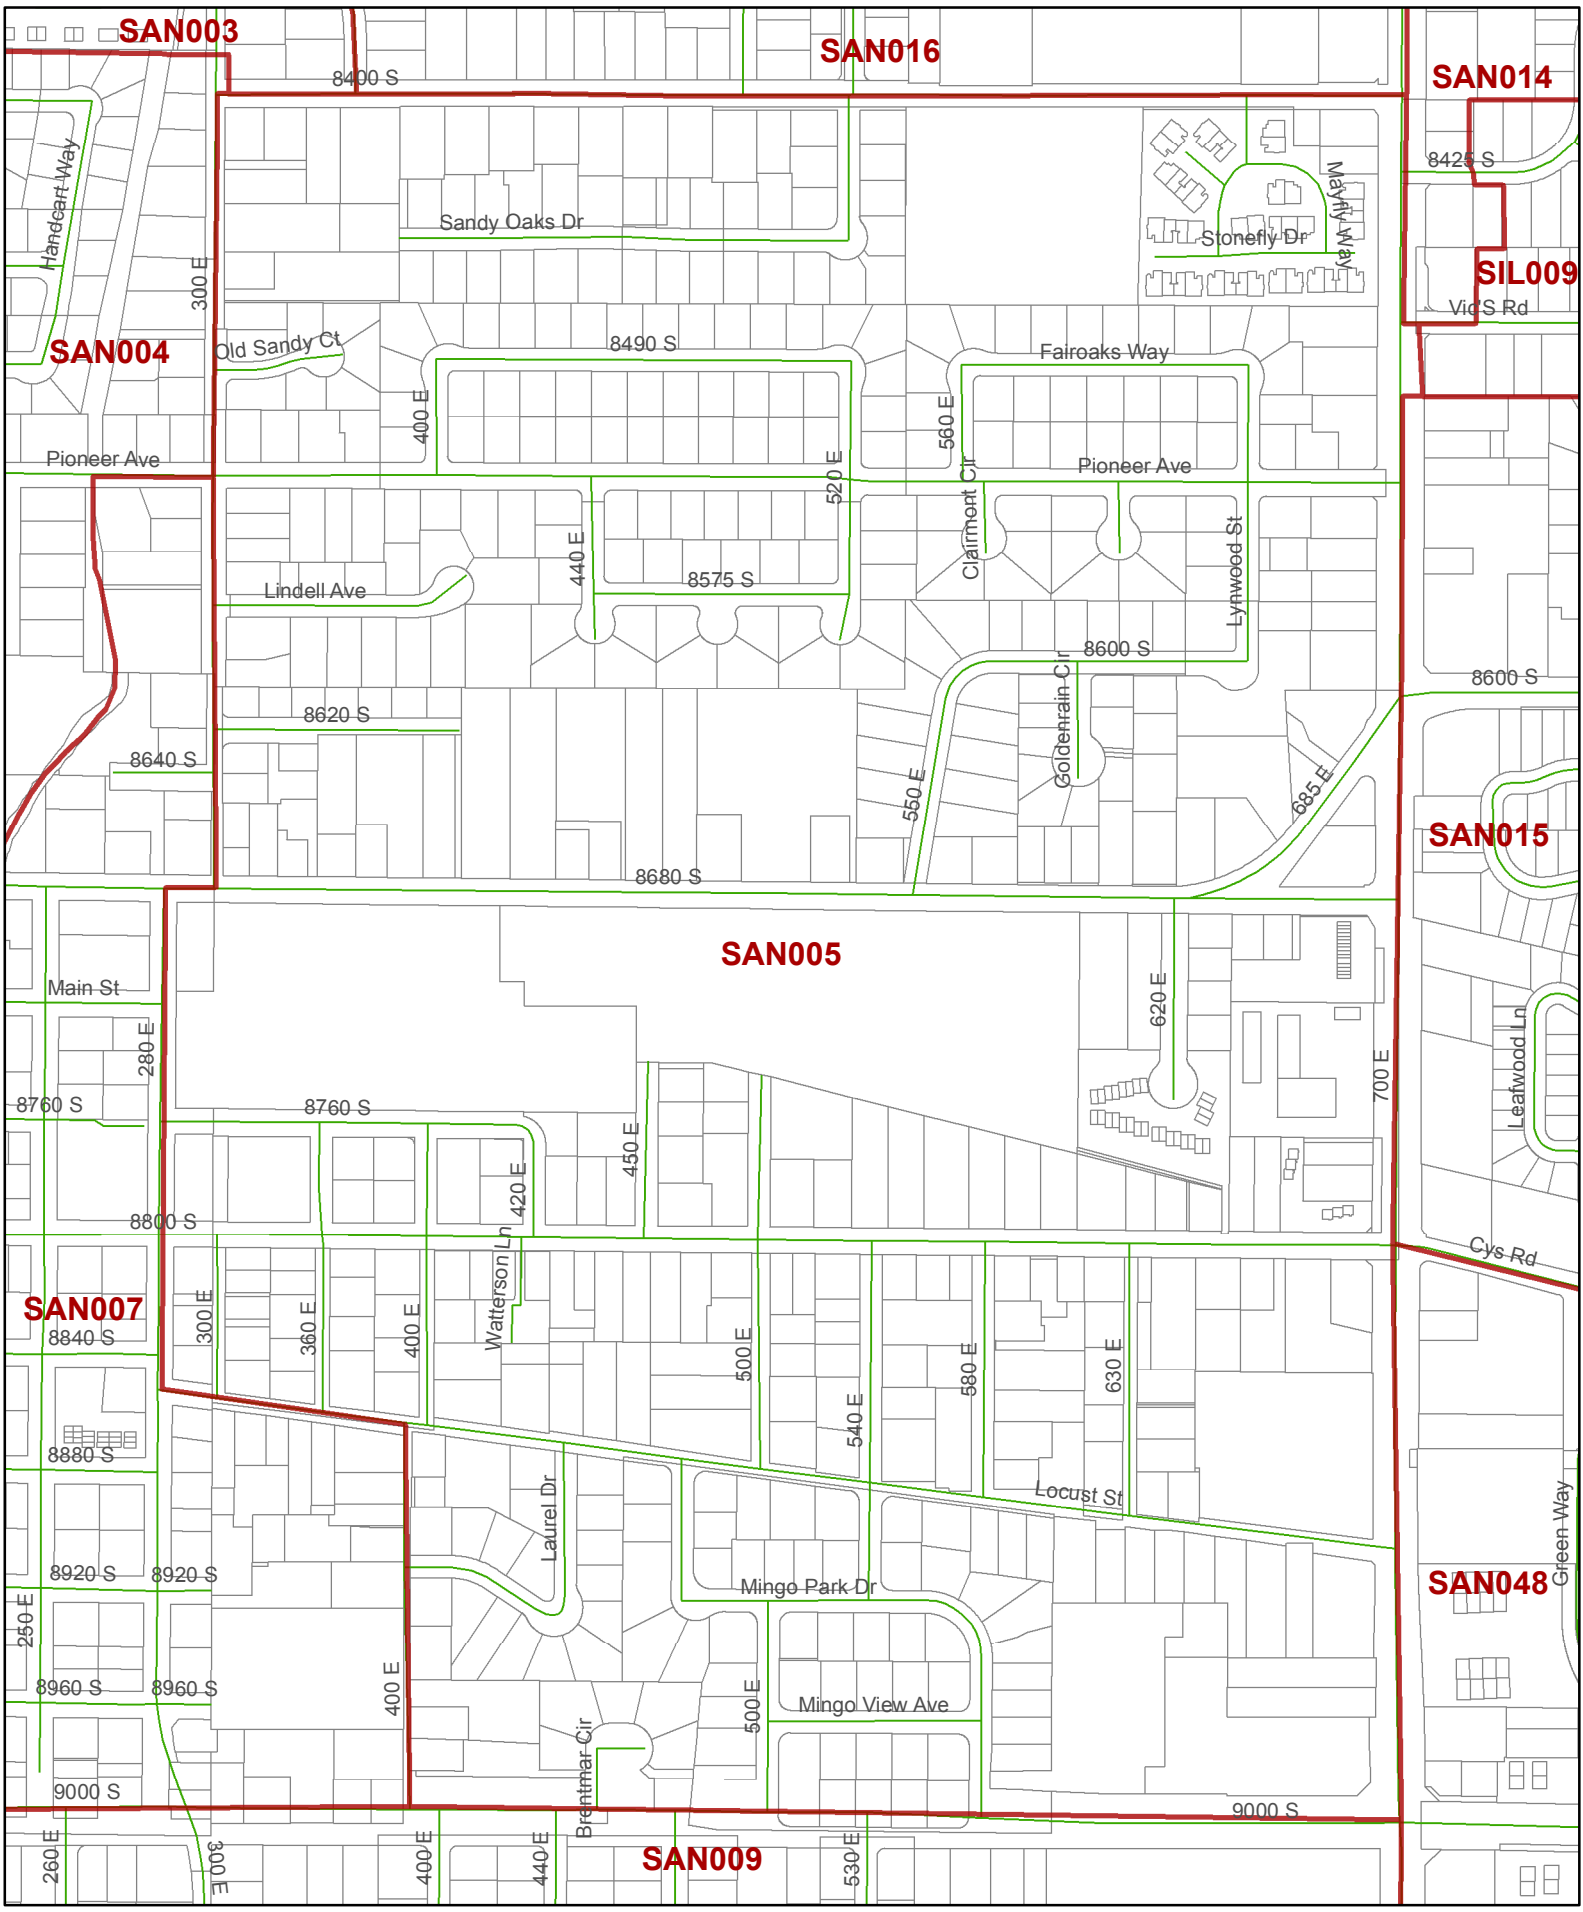 SAN003
SAN016
8400 S
SAN014
8425 S
Handcart Way
Mayfly Way
Sandy Oaks Dr
Stonefly Dr
300 E
SIL009
Vic'S Rd
Old Sandy Ct
SAN004
8490 S
Fairoaks Way
400 E
560 E
Pioneer Ave
Pioneer Ave
520 E
Clairmont Cir
440 E
Lynwood St
8575 S
Lindell Ave
8600 S
8600 S
Goldenrain Cir
8620 S
8640 S
550 E
685 E
SAN015
8680 S
SAN005
Main St
620 E
280 E
Leafwood Ln
700 E
8760 S
8760 S
450 E
420 E
8800 S
Watterson Ln
Cys Rd
SAN007
300 E
360 E
400 E
8840 S
500 E
580 E
630 E
540 E
8880 S
Locust St
Laurel Dr
Green Way
8920 S
8920 S
Mingo Park Dr
SAN048
250 E
8960 S
8960 S
400 E
500 E
Mingo View Ave
Brentmar Cir
9000 S
9000 S
260 E
300 E
400 E
440 E
SAN009
530 E